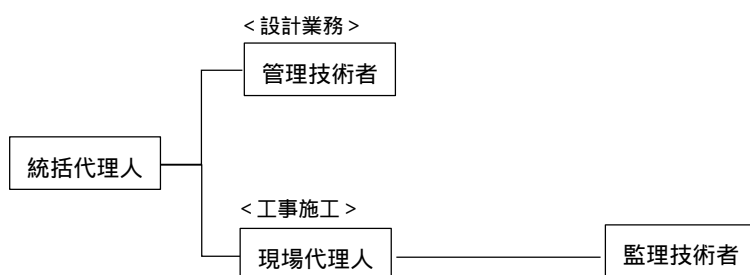 <設計業務>
管理技術者
統括代理人
<工事施工>
現場代理人
監理技術者